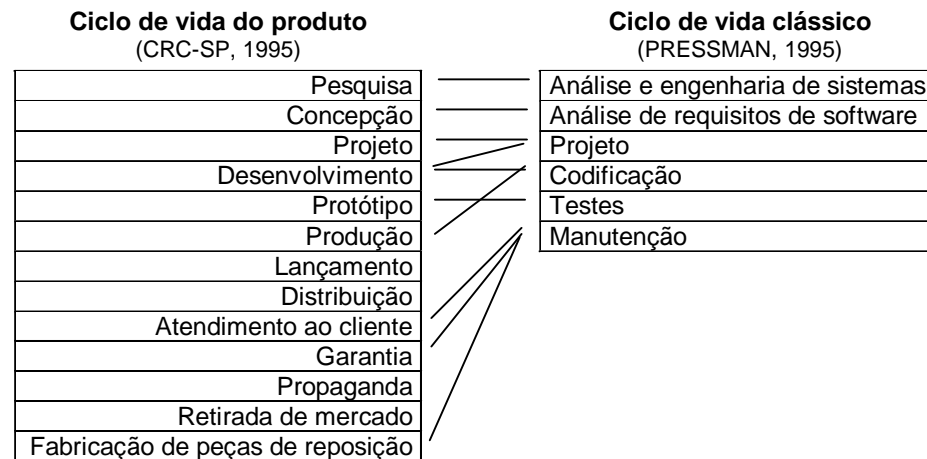 Ciclo de vida do produto
(CRC-SP, 1995)
Pesquisa
Concepção
Projeto
Desenvolvimento
Protótipo
Produção
Lançamento
Distribuição
Atendimento ao cliente
Garantia
Propaganda
Retirada de mercado
Fabricação de peças de reposição
Ciclo de vida clássico
(PRESSMAN, 1995)
Análise e engenharia de sistemas
Análise de requisitos de software
Projeto
Codificação
Testes
Manutenção